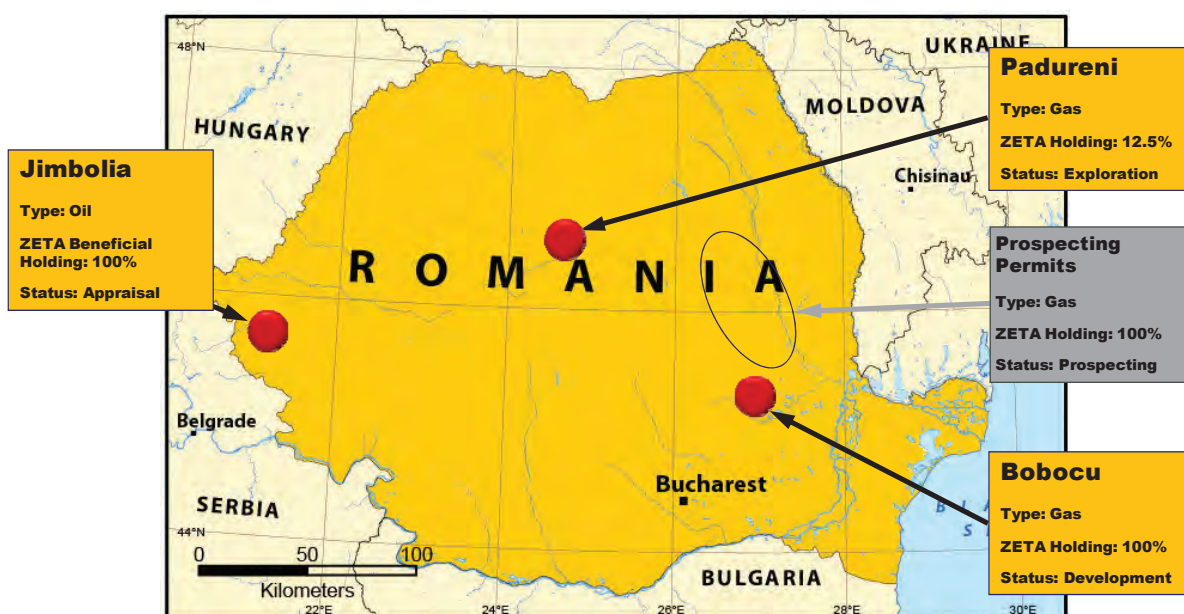 48°N
UKRAINE
Padureni
Type: Gas
ZETA Holding: 12.5%
Status: Exploration
MOLDOVA
HUNGARY
Chisinau
Jimbolia
Type: Oil
ZETA Beneficial
Holding: 100%
Status: Appraisal
ROMANIA
Prospecting
Permits
Type: Gas
ZETA Holding: 100%
Status: Prospecting
Belgrade
Bucharest
SERBIA
44°N
Bobocu
Type: Gas
ZETA Holding: 100%
Status: Development
0 50 100
Kilometers
BULGARIA
22°E
24°E
26°E
28°E
30°E